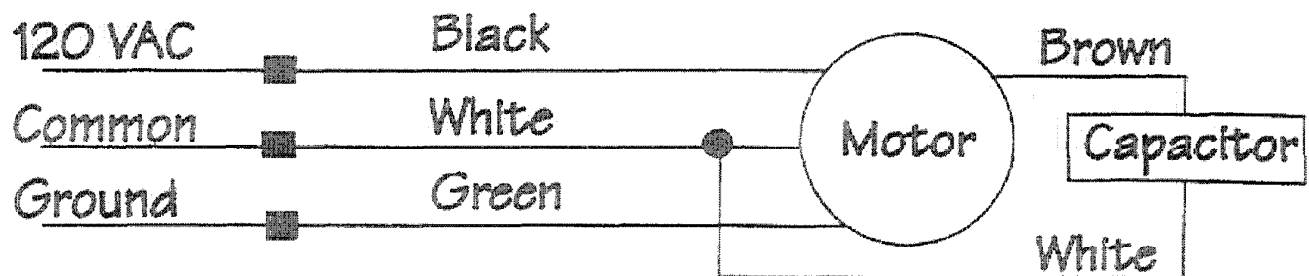 120 VAC Black
Brown
Common White
Motor
Capacitor
Ground Green
White